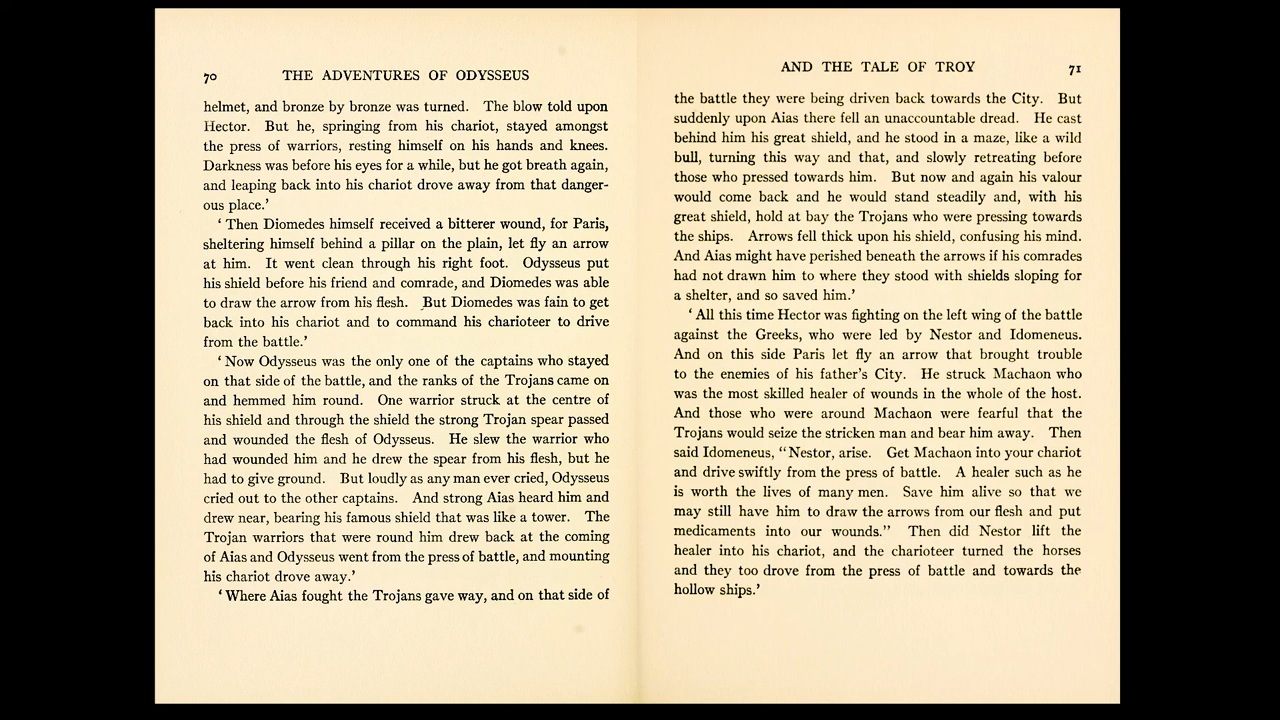 70 THE ADVENTURES OF ODYSSEUS
helmet, and bronze by bronze was turned. The blow told upon
Hector. But he, springing from his chariot, stayed amongst
the press of warriors, resting himself on his hands and knees.
Darkness was before his eyes for a while, but he got breath again,
and leaping back into his chariot drove away from that danger-
ous place.’
‘Then Diomedes himself received a bitterer wound, for Paris,
sheltering himself behind a pillar on the plain, let fly an arrow
at him. It went clean through his right foot. Odysseus put
his shield before his friend and comrade, and Diomedes was able
to draw the arrow from his flesh. But Diomedes was fain to get
back into his chariot and to command his charioteer to drive
from the battle.’
‘Now Odysseus was the only one of the captains who stayed
on that side of the battle, and the ranks of the Trojans came on
and hemmed him round. One warrior struck at the centre of
his shield and through the shield the strong Trojan spear passed
and wounded the flesh of Odysseus. He slew the warrior who
had wounded him and he drew the spear from his flesh, but he
had to give ground. But loudly as any man ever cried, Odysseus
cried out to the other captains. And strong Aias heard him and
drew near, bearing his famous shield that was like a tower. The
Trojan warriors that were round him drew back at the coming
of Aias and Odysseus went from the press of battle, and mounting
his chariot drove away.’
‘Where Aias fought the Trojans gave way, and on that side of
AND THE TALE OF TROY 71
the battle they were being driven back towards the City. But
suddenly upon Aias there fell an unaccountable dread. He cast
behind him his great shield, and he stood in a maze, like a wild
bull, turning this way and that, and slowly retreating before
those who pressed towards him. But now and again his valour
would come back and he would stand steadily and, with his
great shield, hold at bay the Trojans who were pressing towards
the ships. Arrows fell thick upon his shield, confusing his mind.
And Aias might have perished beneath the arrows if his comrades
had not drawn him to where they stood with shields sloping for
a shelter, and so saved him.’
‘All this time Hector was fighting on the left wing of the battle
against the Greeks, who were led by Nestor and Idomeneus.
And on this side Paris let fly an arrow that brought trouble
to the enemies of his father’s City. He struck Machaon who
was the most skilled healer of wounds in the whole of the host.
And those who were around Machaon were fearful that the
Trojans would seize the stricken man and bear him away. Then
said Idomeneus, “Nestor, arise. Get Machaon into your chariot
and drive swiftly from the press of battle. A healer such as he
is worth the lives of many men. Save him alive so that we
may still have him to draw the arrows from our flesh and put
medicaments into our wounds.” Then did Nestor lift the
healer into his chariot, and the charioteer turned the horses
and they too drove from the press of battle and towards the
hollow ships.’